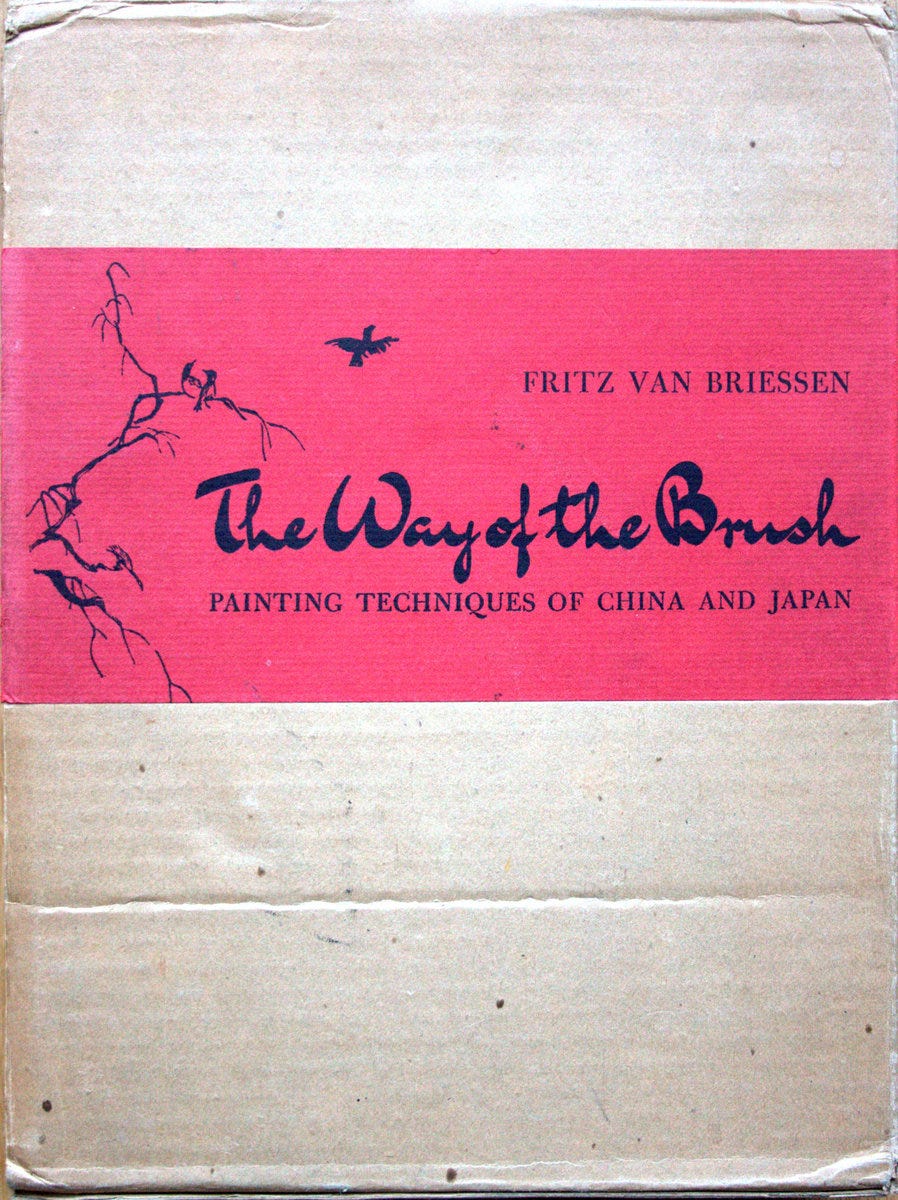 FRITZ VAN BRIESSEN
The Way of the Brush
PAINTING TECHNIQUES OF CHINA AND JAPAN